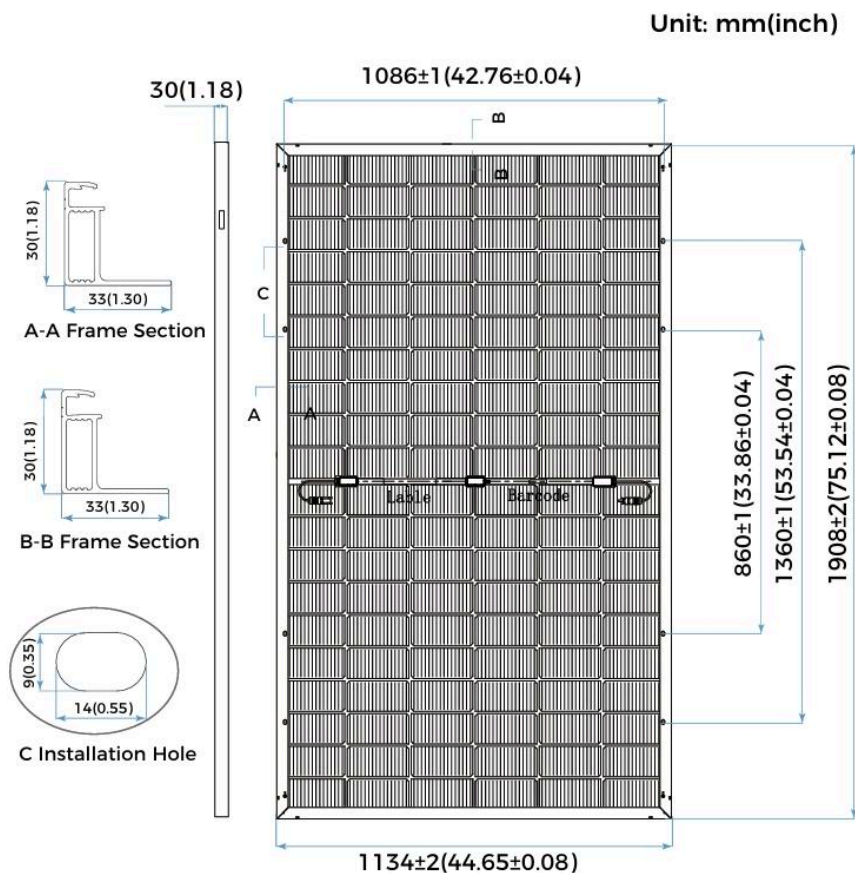 Unit: mm(inch)
1086±1(42.76±0.04)
30(1.18)
B
B
30(1.18)
33(1.30)
A-A Frame Section
C
A
A
30(1.18)
33(1.30)
B-B Frame Section
Lable
Barcode
860±1(33.86±0.04)
1360±1(53.54±0.04)
1908±2(75.12±0.08)
9(0.35)
14(0.55)
C Installation Hole
1134±2(44.65±0.08)